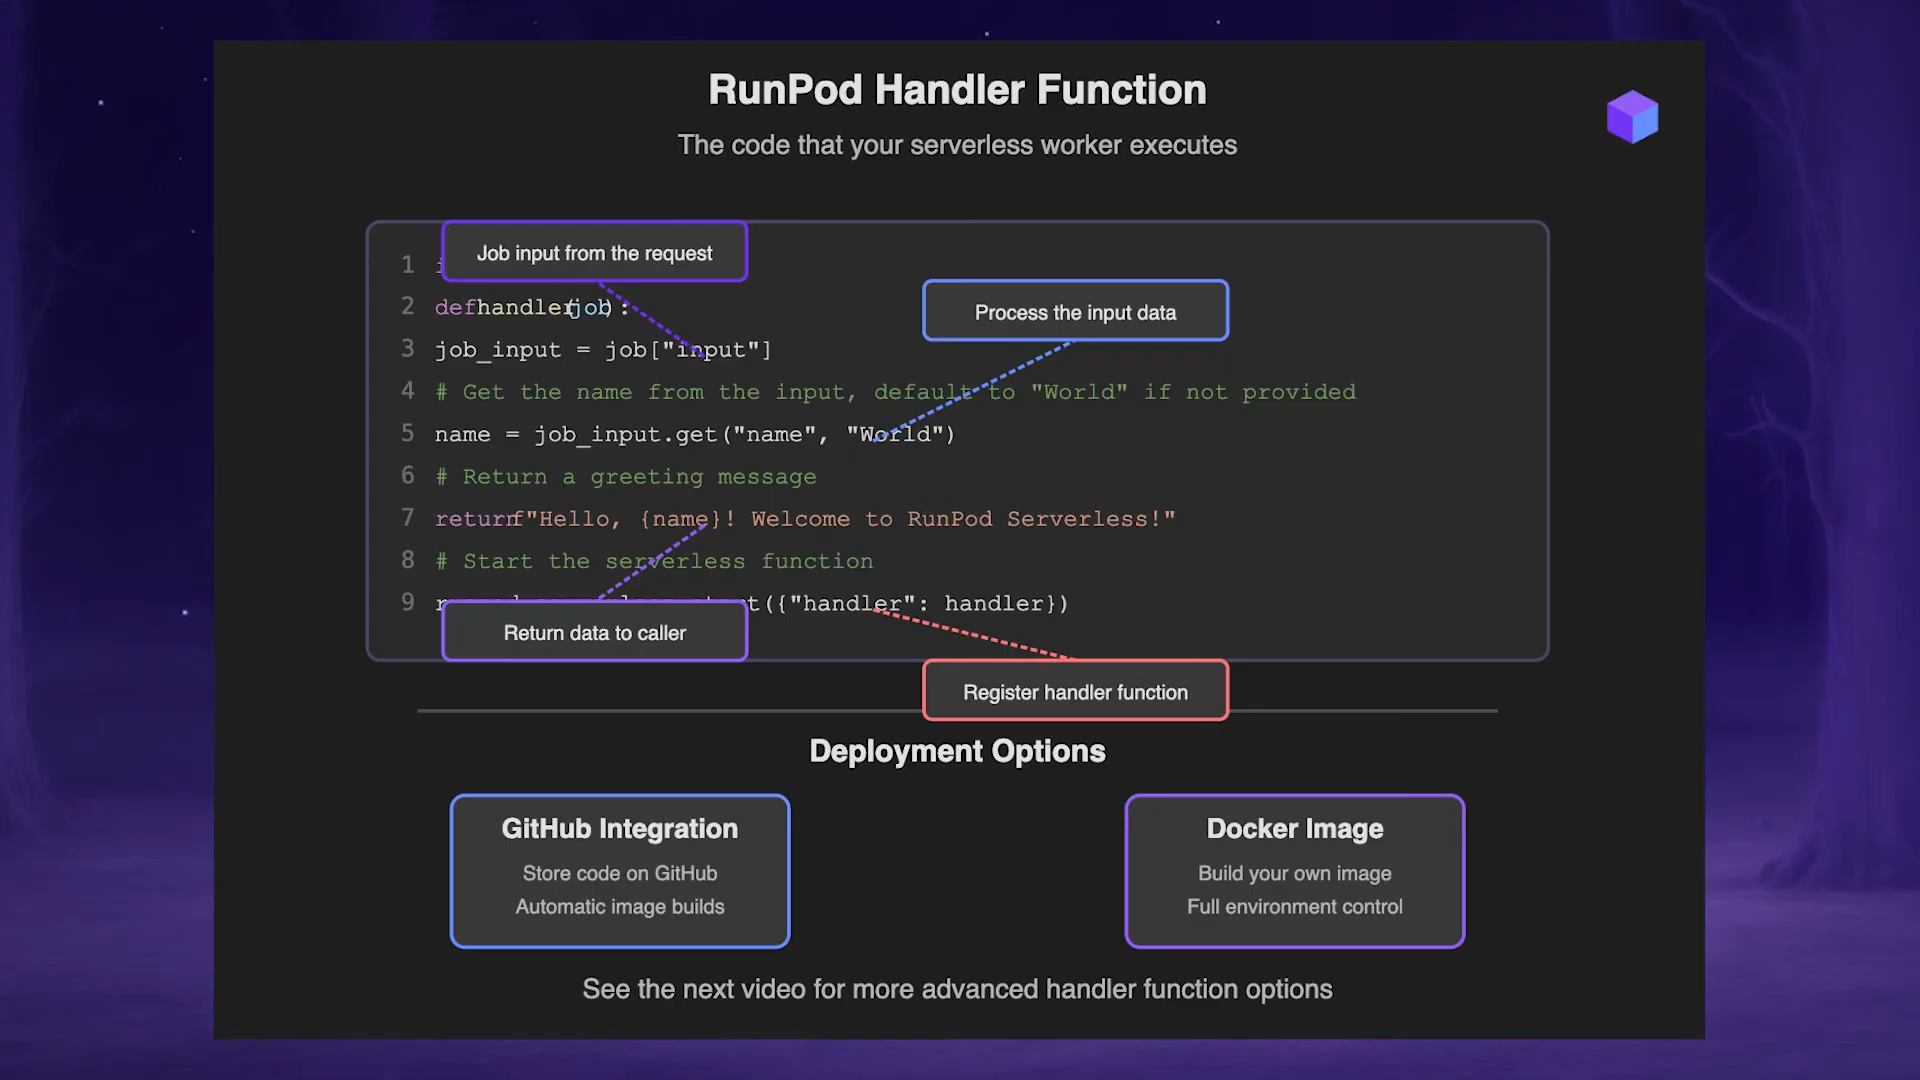 RunPod Handler Function
The code that your serverless worker executes
Job input from the request
Process the input data
1
2 def handler(job):
3 job_input = job["input"]
4 # Get the name from the input, default to "World" if not provided
5 name = job_input.get("name", "World")
6 # Return a greeting message
7 return f"Hello, {name}! Welcome to RunPod Serverless!"
8 # Start the serverless function
9 ({"handler": handler})
Return data to caller
Register handler function
Deployment Options
GitHub Integration
Store code on GitHub
Automatic image builds
Docker Image
Build your own image
Full environment control
See the next video for more advanced handler function options